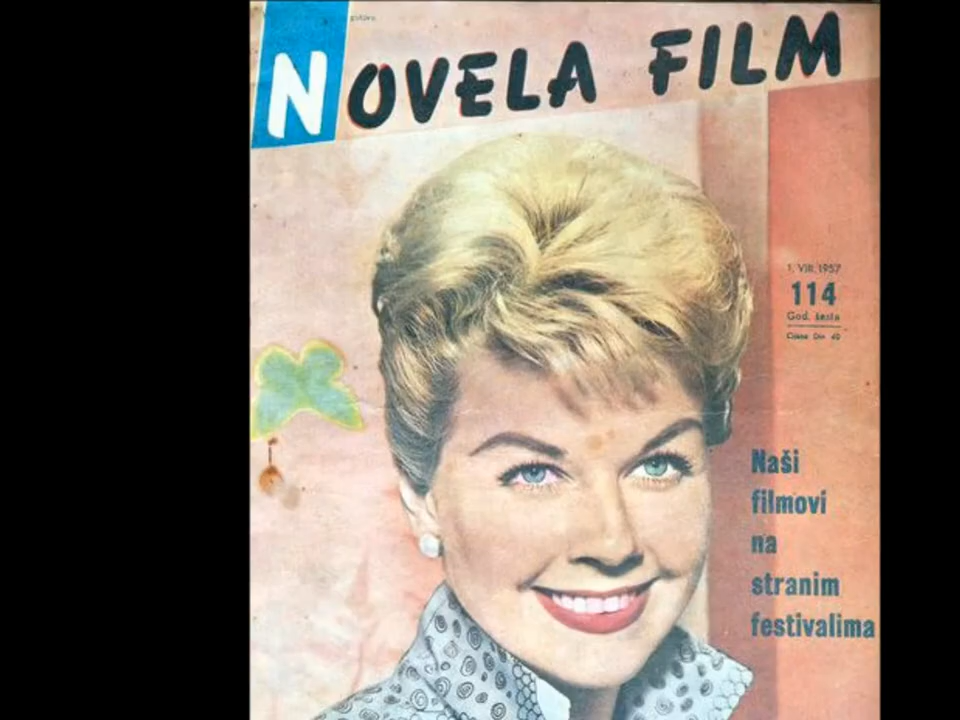 NOVELA FILM
1. VIII. 1957
114
God. šesta
Cijena Din 40
Naši
filmovi
na
stranim
festivalima